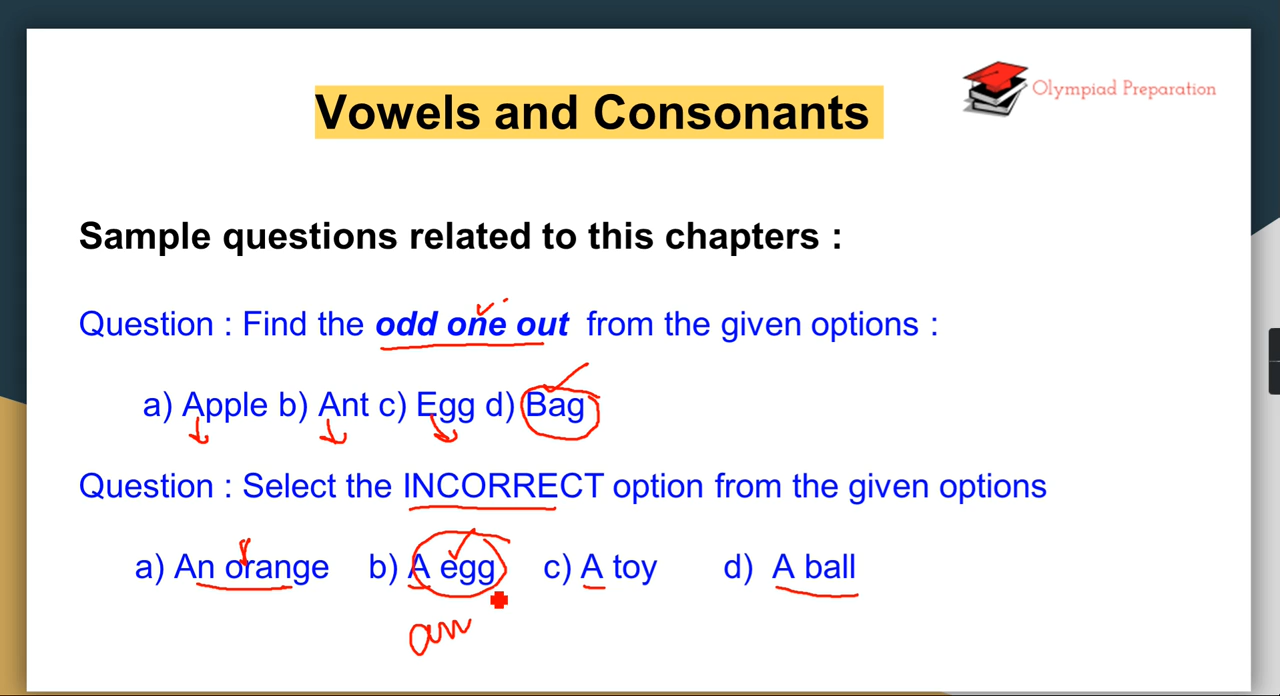 Olympiad Preparation
Vowels and Consonants
Sample questions related to this chapters :
Question : Find the odd one out from the given options :
a) Apple b) Ant c) Egg d) Bag
Question : Select the INCORRECT option from the given options
a) An orange b) A egg c) A toy d) A ball
an